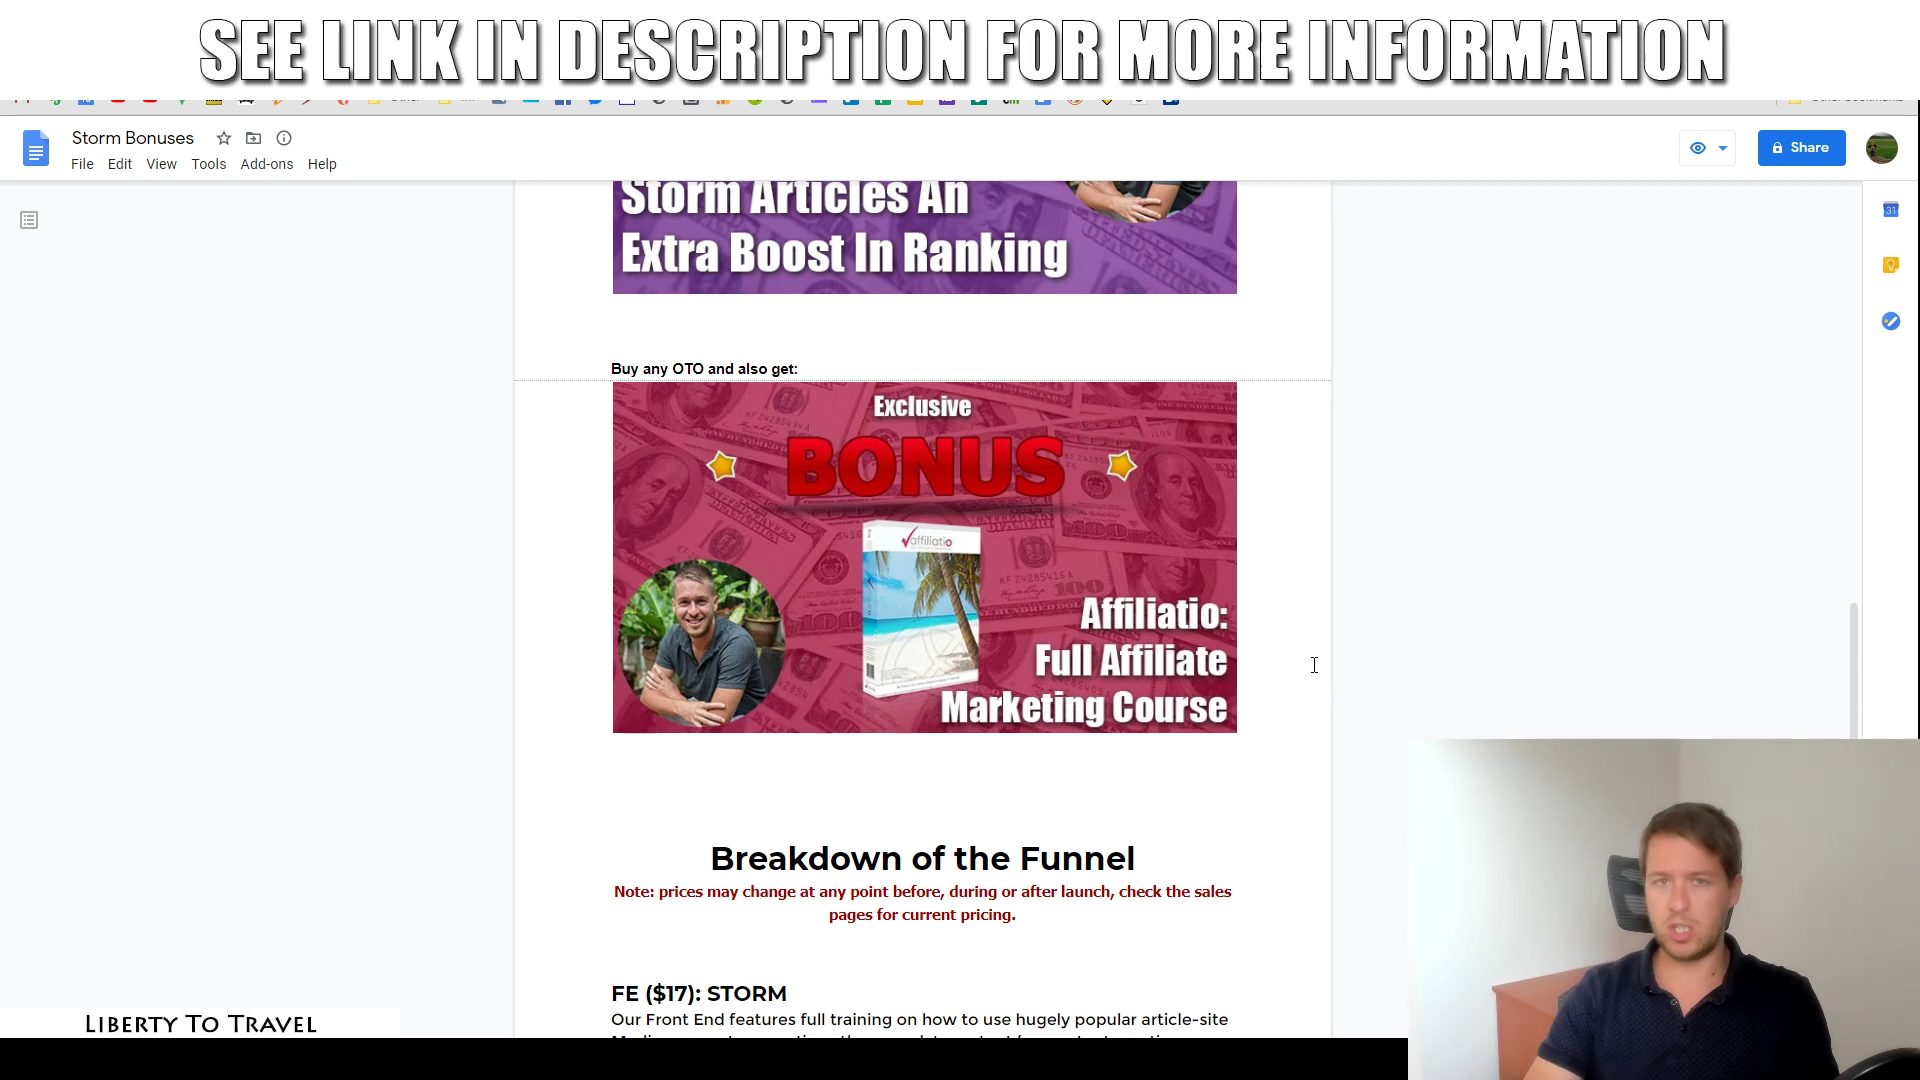 SEE LINK IN DESCRIPTION FOR MORE INFORMATION
Storm Bonuses
File Edit View Tools Add-ons Help
Share
Storm Articles An
Extra Boost In Ranking
Buy any OTO and also get:
Exclusive
BONUS
affiliatio
Affiliatio:
Full Affiliate
Marketing Course
Breakdown of the Funnel
Note: prices may change at any point before, during or after launch, check the sales
pages for current pricing.
FE ($17): STORM
Our Front End features full training on how to use hugely popular article-site
LIBERTY TO TRAVEL